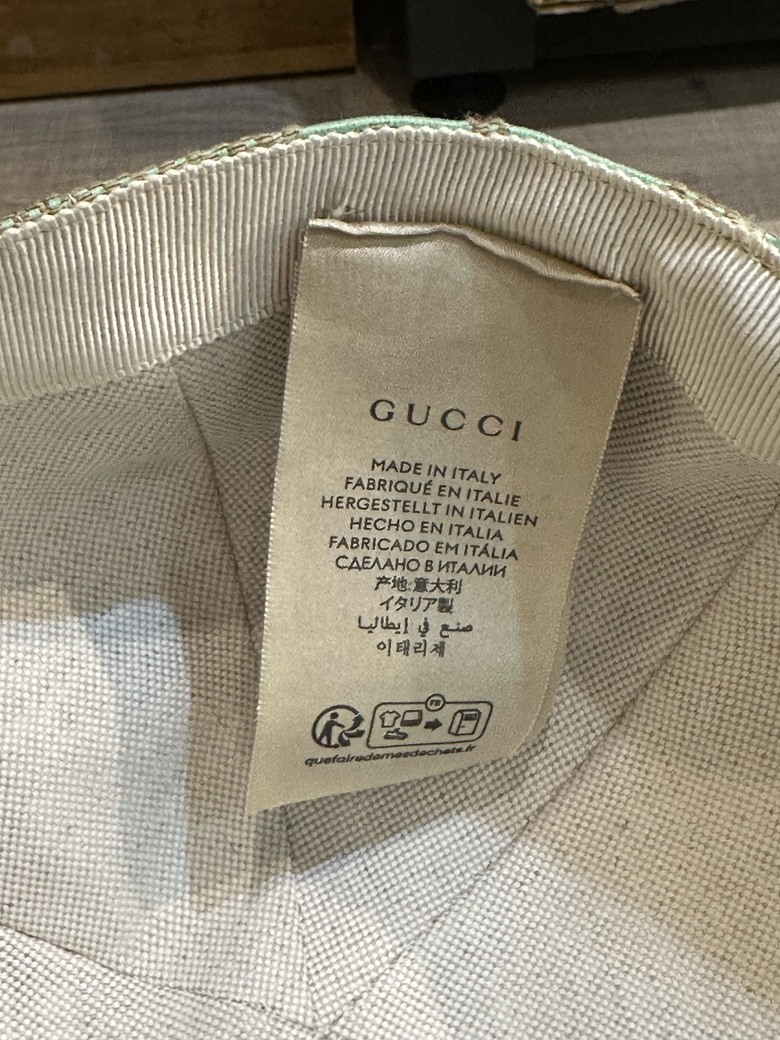 GUCCI
MADE IN ITALY
FABRIQUÉ EN ITALIE
HERGESTELLT IN ITALIEN
HECHO EN ITALIA
FABRICADO EM ITÁLIA
СДЕЛАНО В ИТАЛИИ
产地:意大利
イタリア製
صنع في إيطاليا
이태리제
FR
quefairedemesdechets.fr